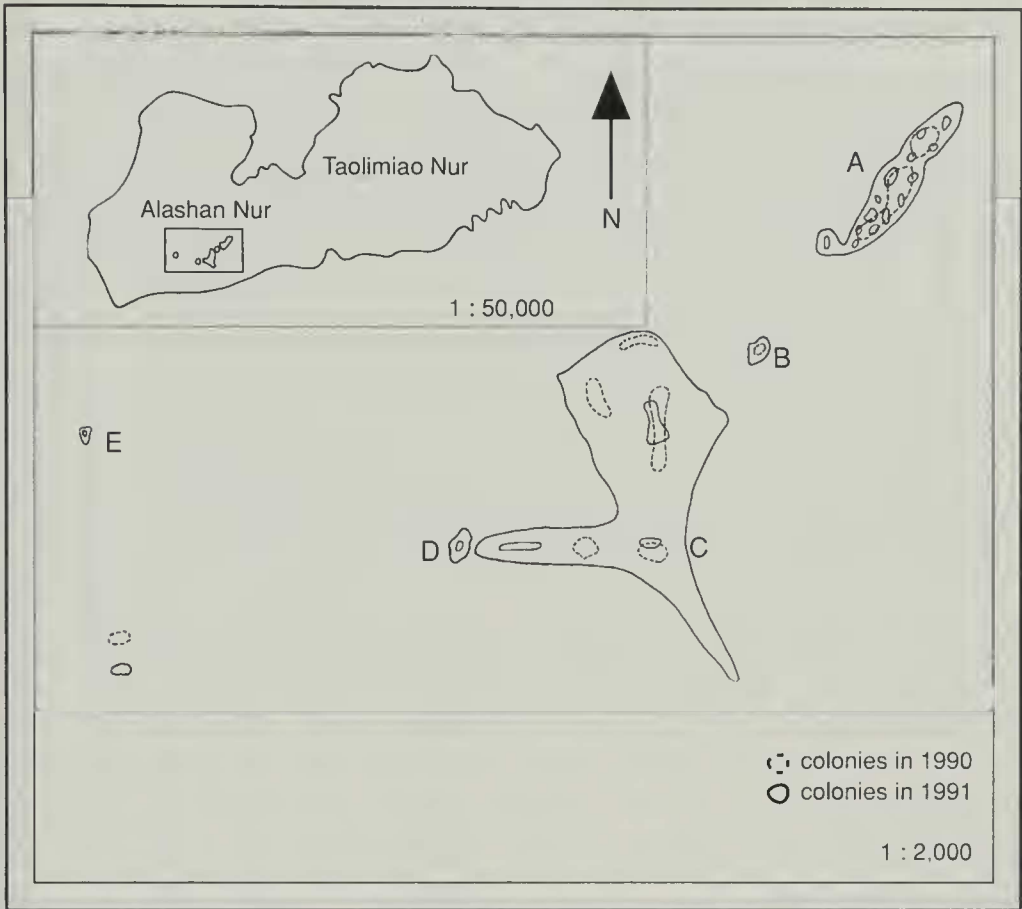 Taolimiao Nur
Alashan Nur
N
1 : 50,000
A
B
E
D
C
colonies in 1990
colonies in 1991
1 : 2,000